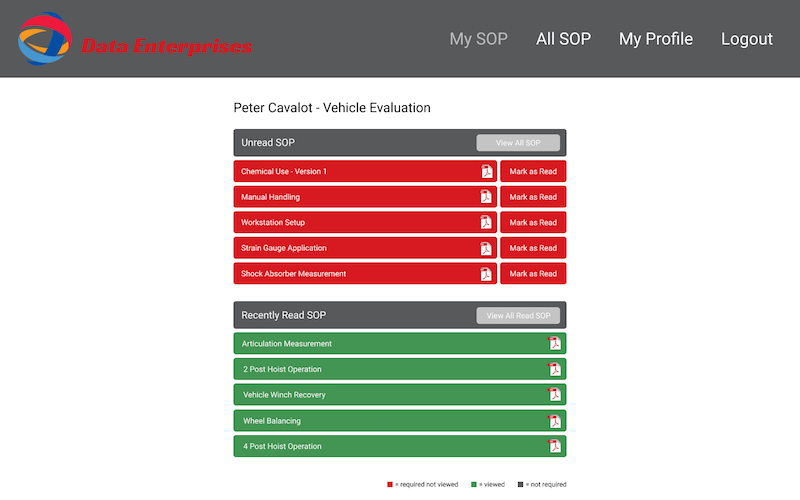 Data Enterprises
My SOP All SOP My Profile Logout
Peter Cavalot - Vehicle Evaluation
Unread SOP View All SOP
Chemical Use - Version 1 Mark as Read
Manual Handling Mark as Read
Workstation Setup Mark as Read
Strain Gauge Application Mark as Read
Shock Absorber Measurement Mark as Read
Recently Read SOP View All Read SOP
Articulation Measurement
2 Post Hoist Operation
Vehicle Winch Recovery
Wheel Balancing
4 Post Hoist Operation
= required not viewed = viewed = not required